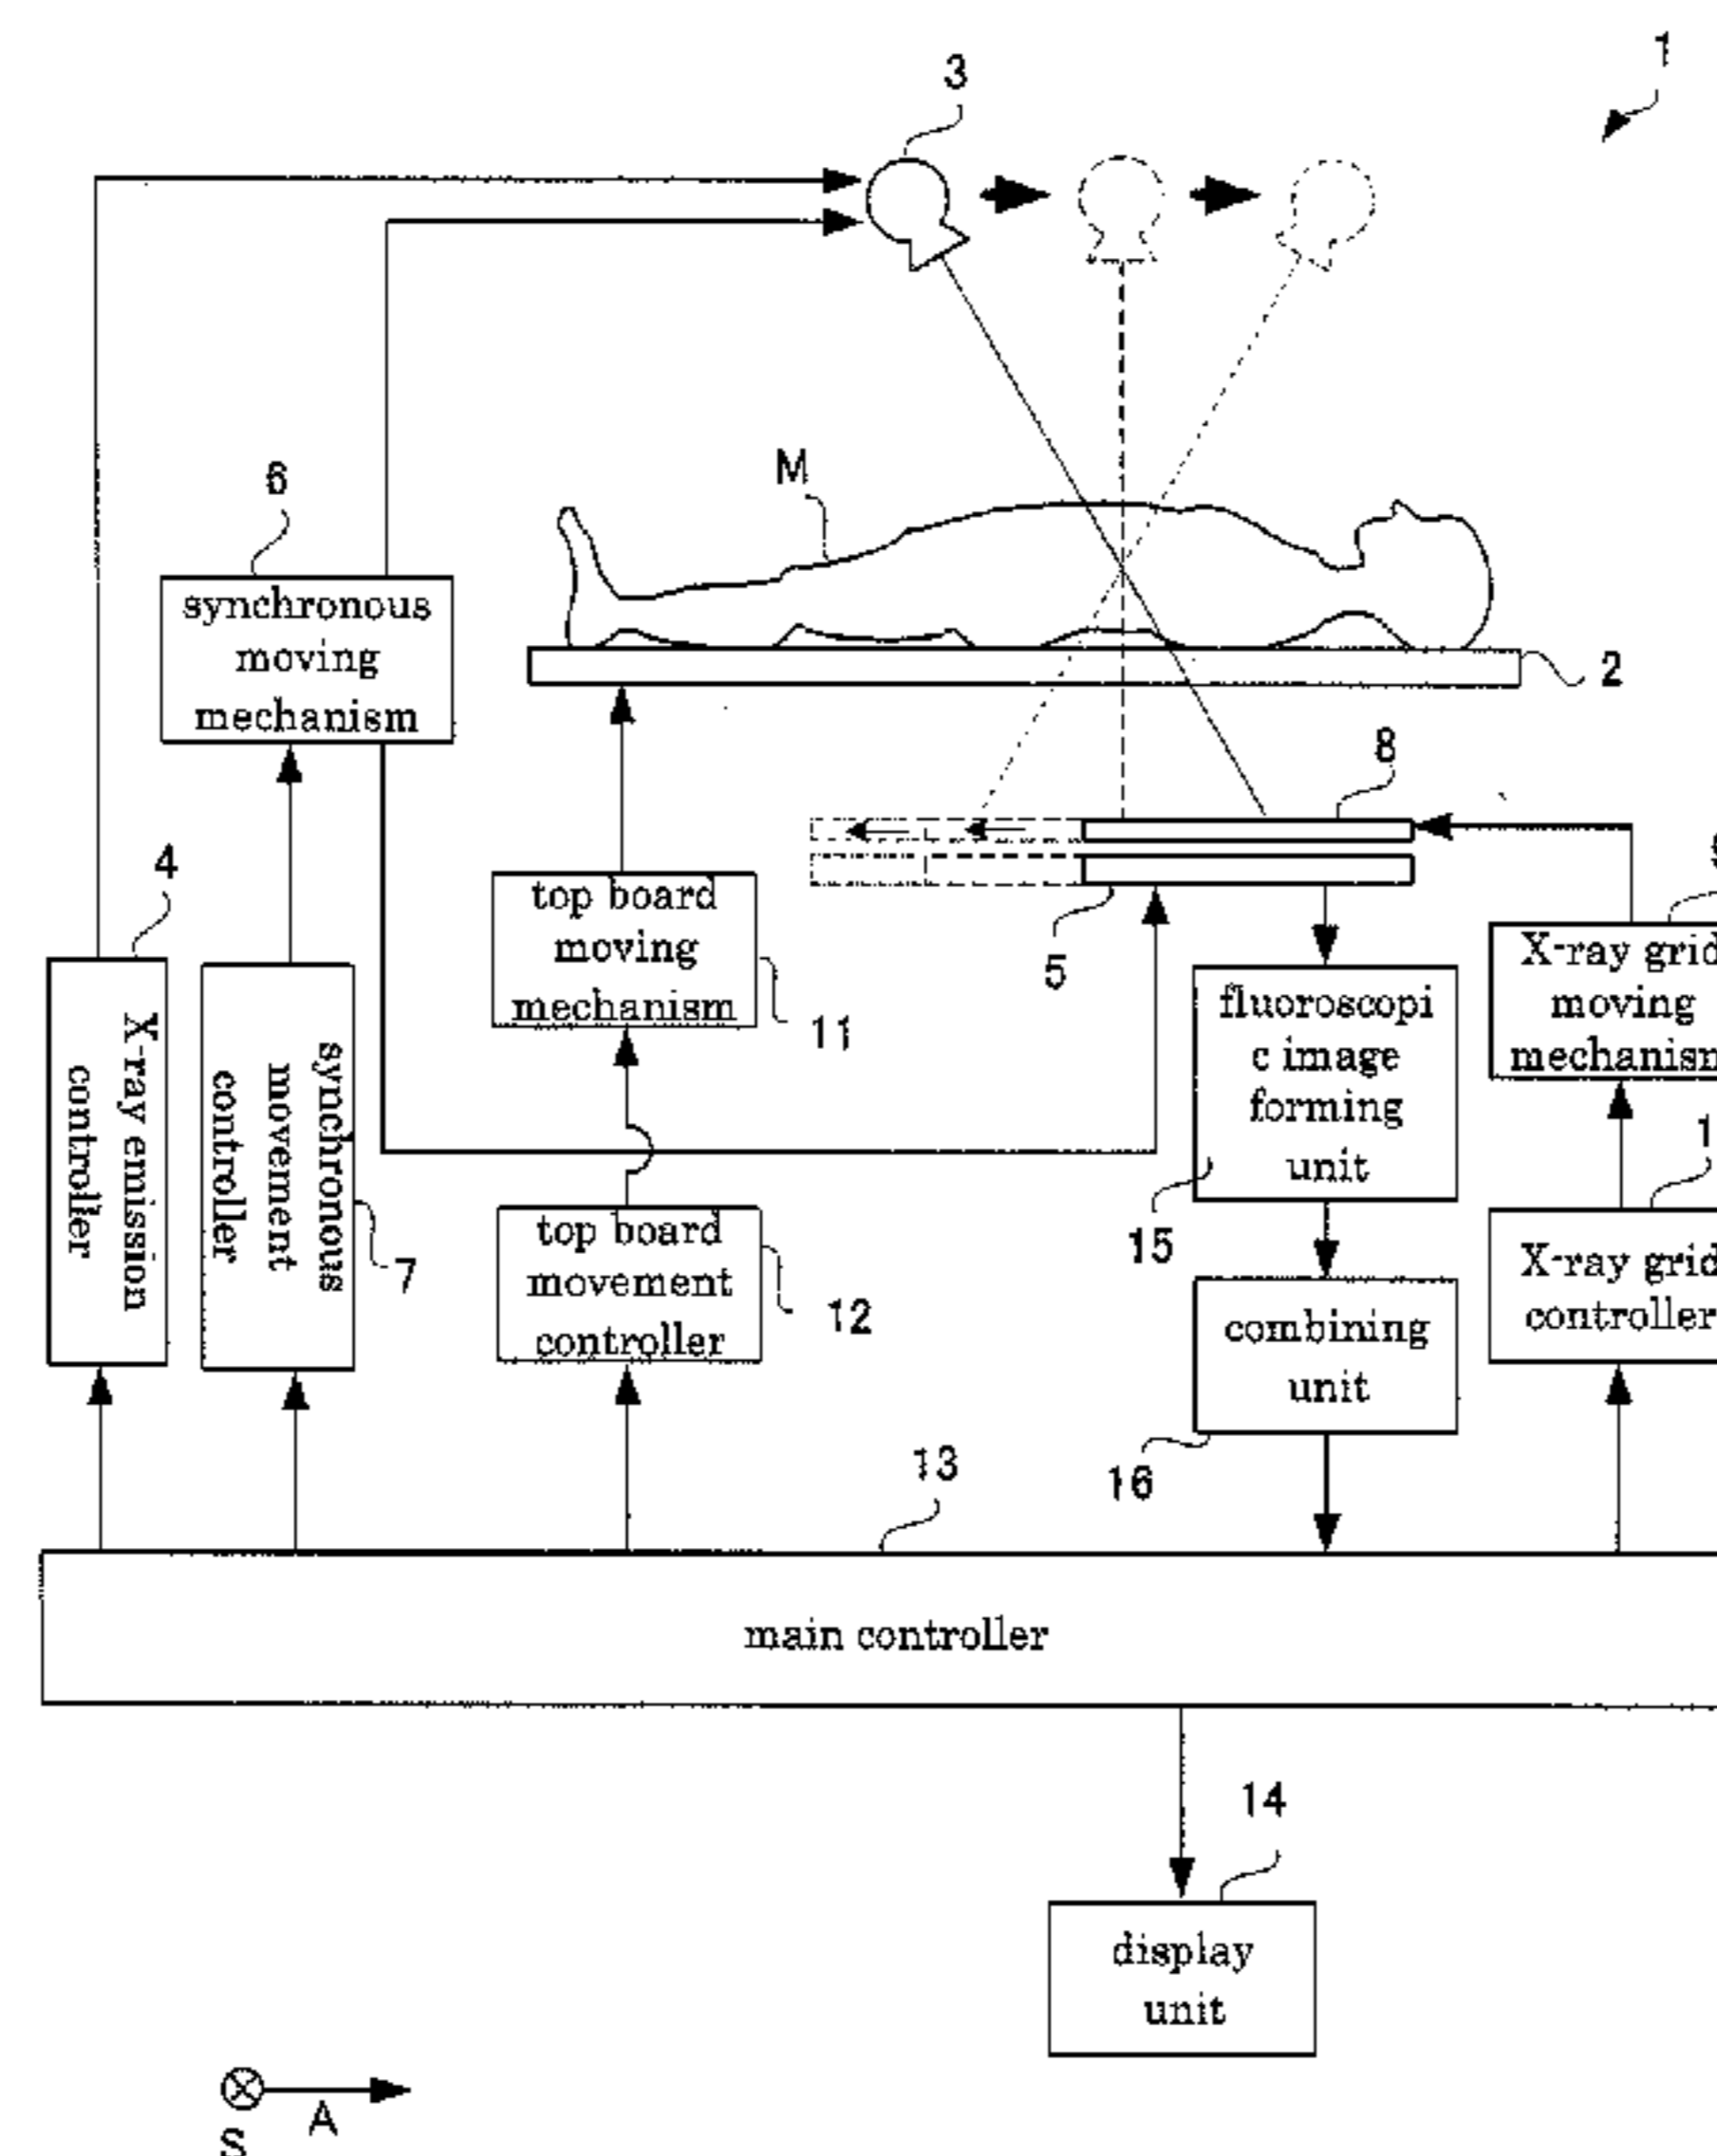 1
3
M
6
synchronous
moving
mechanism
2
8
4
top board
moving
mechanism
11
5
X-ray grid
moving
fluoroscopi
c image
forming
unit
15
X-ray emission
controller
synchronous
movement
controller
7
top board
movement
controller
12
combining
unit
16
X-ray grid
controller
13
main controller
14
display
unit
A
S